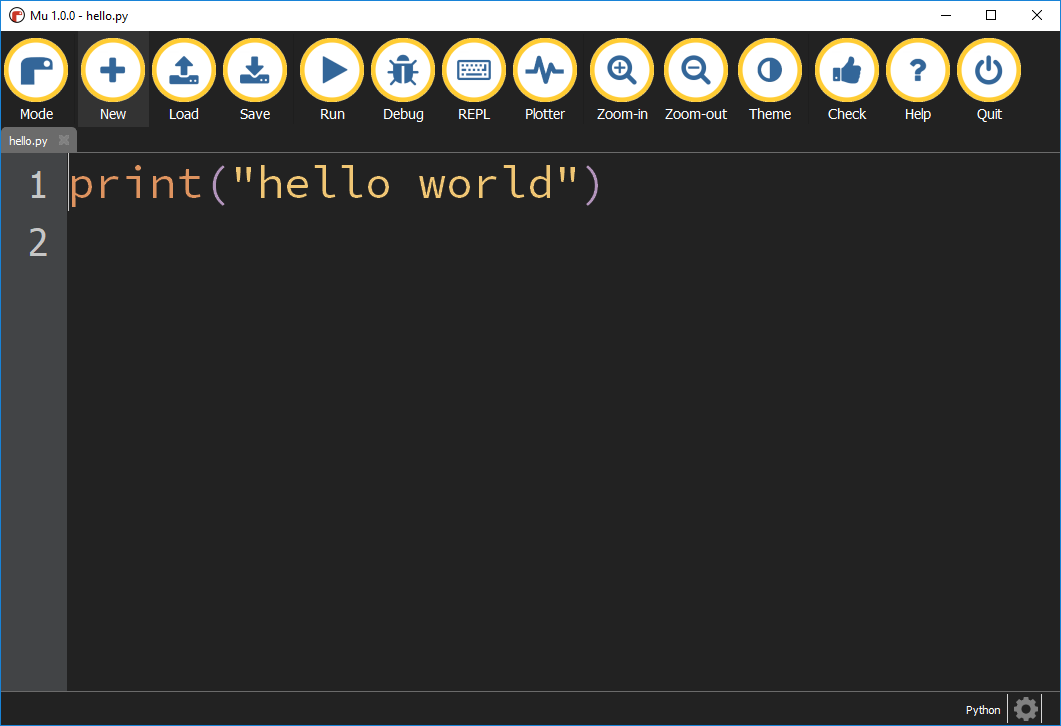 Mu 1.0.0 - hello.py
Mode New Load Save Run Debug REPL Plotter Zoom-in Zoom-out Theme Check Help Quit
hello.py
1 print("hello world")
2
Python